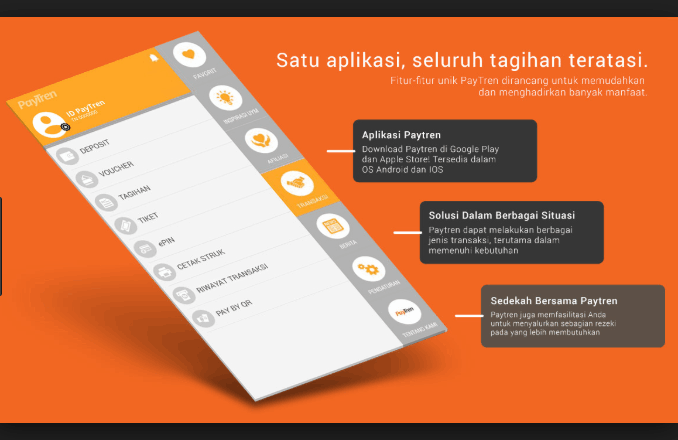 Satu aplikasi, seluruh tagihan teratasi.
Fitur-fitur unik PayTren dirancang untuk memudahkan
dan menghadirkan banyak manfaat.
PayTren
ID PayTren
DEPOSIT
VOUCHER
TAGIHAN
TIKET
ePIN
CETAK STRUK
RIWAYAT TRANSAKSI
PAY BY QR
FAVORIT
INSPIRASI
AFILIASI
TRANSAKSI
BERITA
PENGATURAN
PayTren
TENTANG KAMI
Aplikasi Paytren
Download Paytren di Google Play
dan Apple Store! Tersedia dalam
OS Android dan IOS
Solusi Dalam Berbagai Situasi
Paytren dapat melakukan berbagai
jenis transaksi, terutama dalam
memenuhi kebutuhan
Sedekah Bersama Paytren
Paytren juga memfasilitasi Anda
untuk menyalurkan sebagian rezeki
pada yang lebih membutuhkan